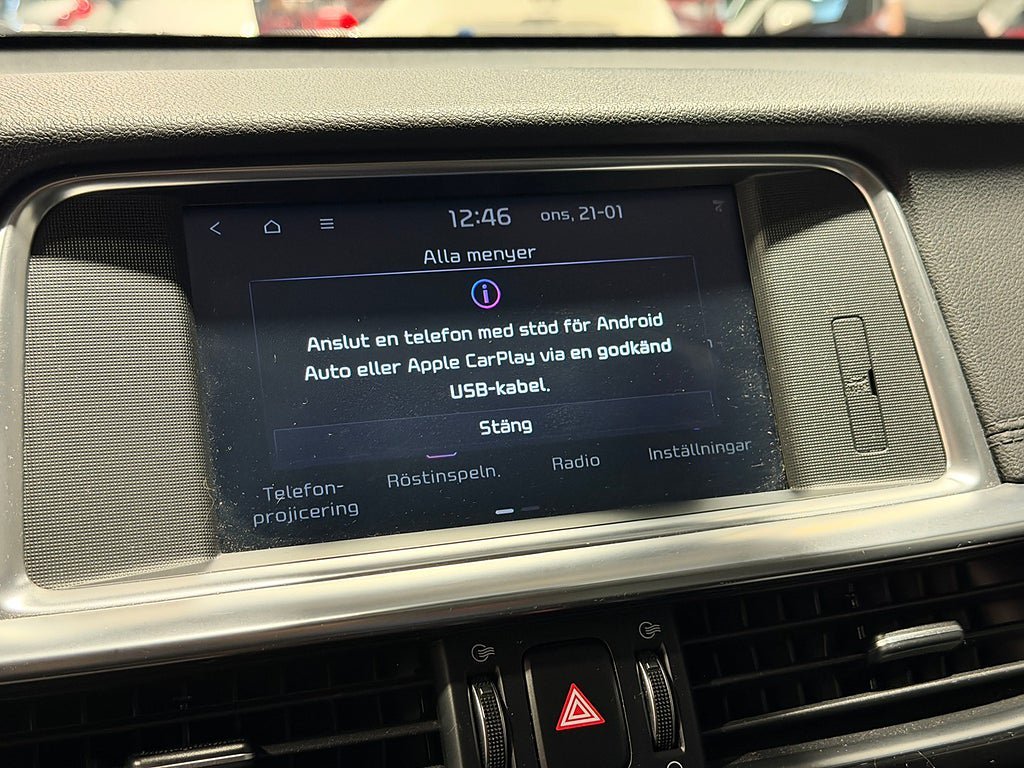 12:46 ons, 21-01
Alla menyer
Anslut en telefon med stöd för Android
Auto eller Apple CarPlay via en godkänd
USB-kabel.
Stäng
Telefon-
projicering
Röstinspeln.
Radio
Inställningar